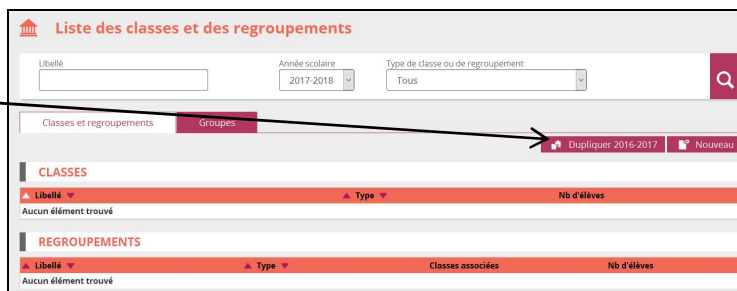 Liste des classes et des regroupements
Libellé Année scolaire Type de classe ou de regroupement
2017-2018 Tous
Classes et regroupements Groupes
Dupliquer 2016-2017 Nouveau
CLASSES
Libellé Type Nb d'élèves
Aucun élément trouvé
REGROUPEMENTS
Libellé Type Classes associées Nb d'élèves
Aucun élément trouvé